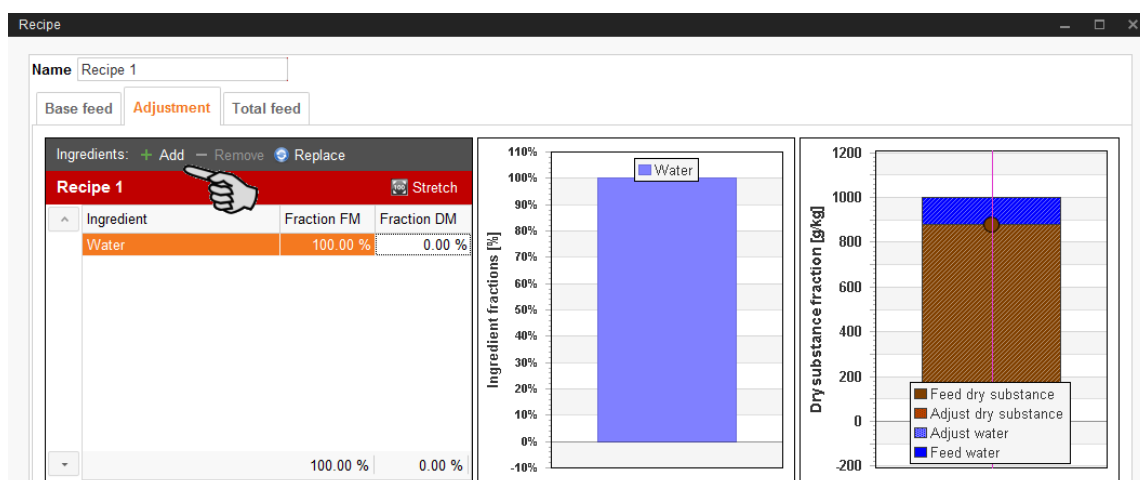 Recipe
Name Recipe 1
Base feed Adjustment Total feed
Ingredients: + Add − Remove Replace
Recipe 1 100 Stretch
Ingredient Fraction FM Fraction DM
Water 100.00 % 0.00 %
100.00 % 0.00 %
Ingredient fractions [%]
110%
100%
90%
80%
70%
60%
50%
40%
30%
20%
10%
0%
-10%
Water
Dry substance fraction [g/kg]
1200
1000
800
600
400
200
0
-200
Feed dry substance
Adjust dry substance
Adjust water
Feed water